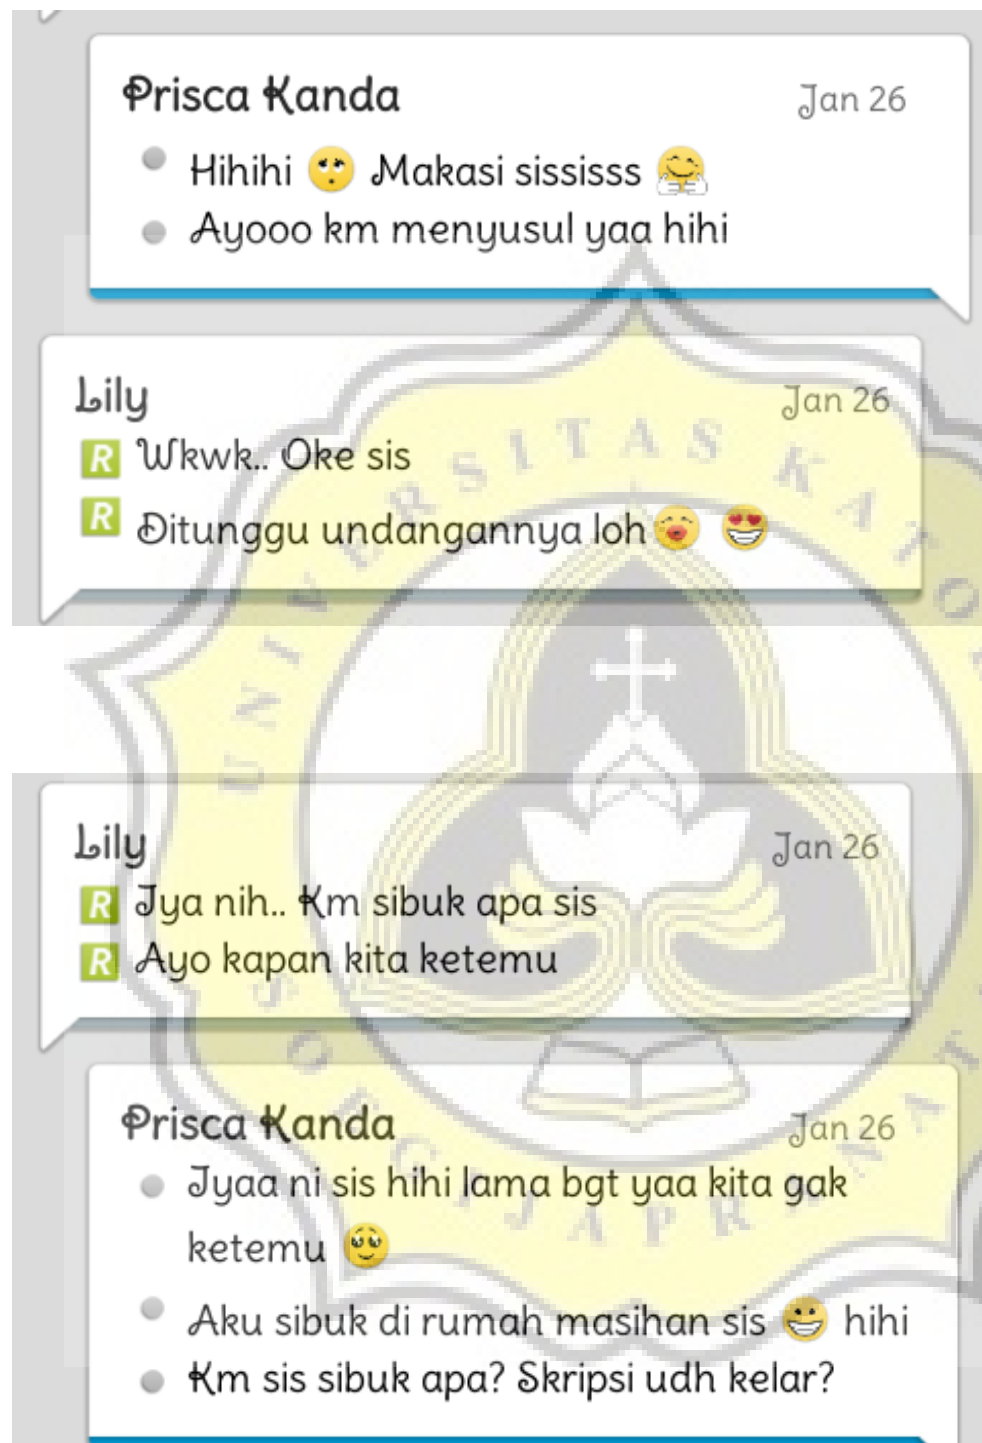 Prisca Kanda Jan 26
Hihihi 🙄 Makasi sississs 🤗
Ayooo km menyusul yaa hihi
Lily Jan 26
R Wkwk.. Oke sis
R Ditunggu undangannya loh 😍
Lily Jan 26
R Iya nih.. Km sibuk apa sis
R Ayo kapan kita ketemu
Prisca Kanda Jan 26
Iyaa ni sis hihi lama bgt yaa kita gak
ketemu
Aku sibuk di rumah masihan sis 😀 hihi
Km sis sibuk apa? Skripsi udh kelar?
UNIVERSITAS KATO
SOEGIJAPRANAT